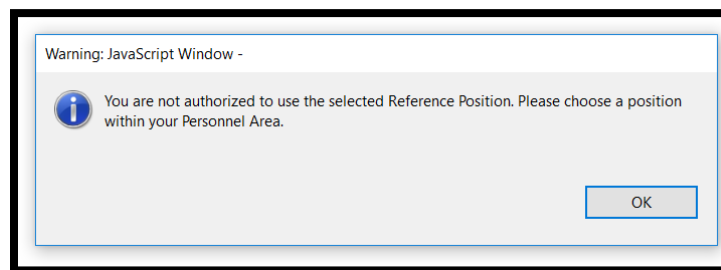 Warning: JavaScript Window -
You are not authorized to use the selected Reference Position. Please choose a position
within your Personnel Area.
OK